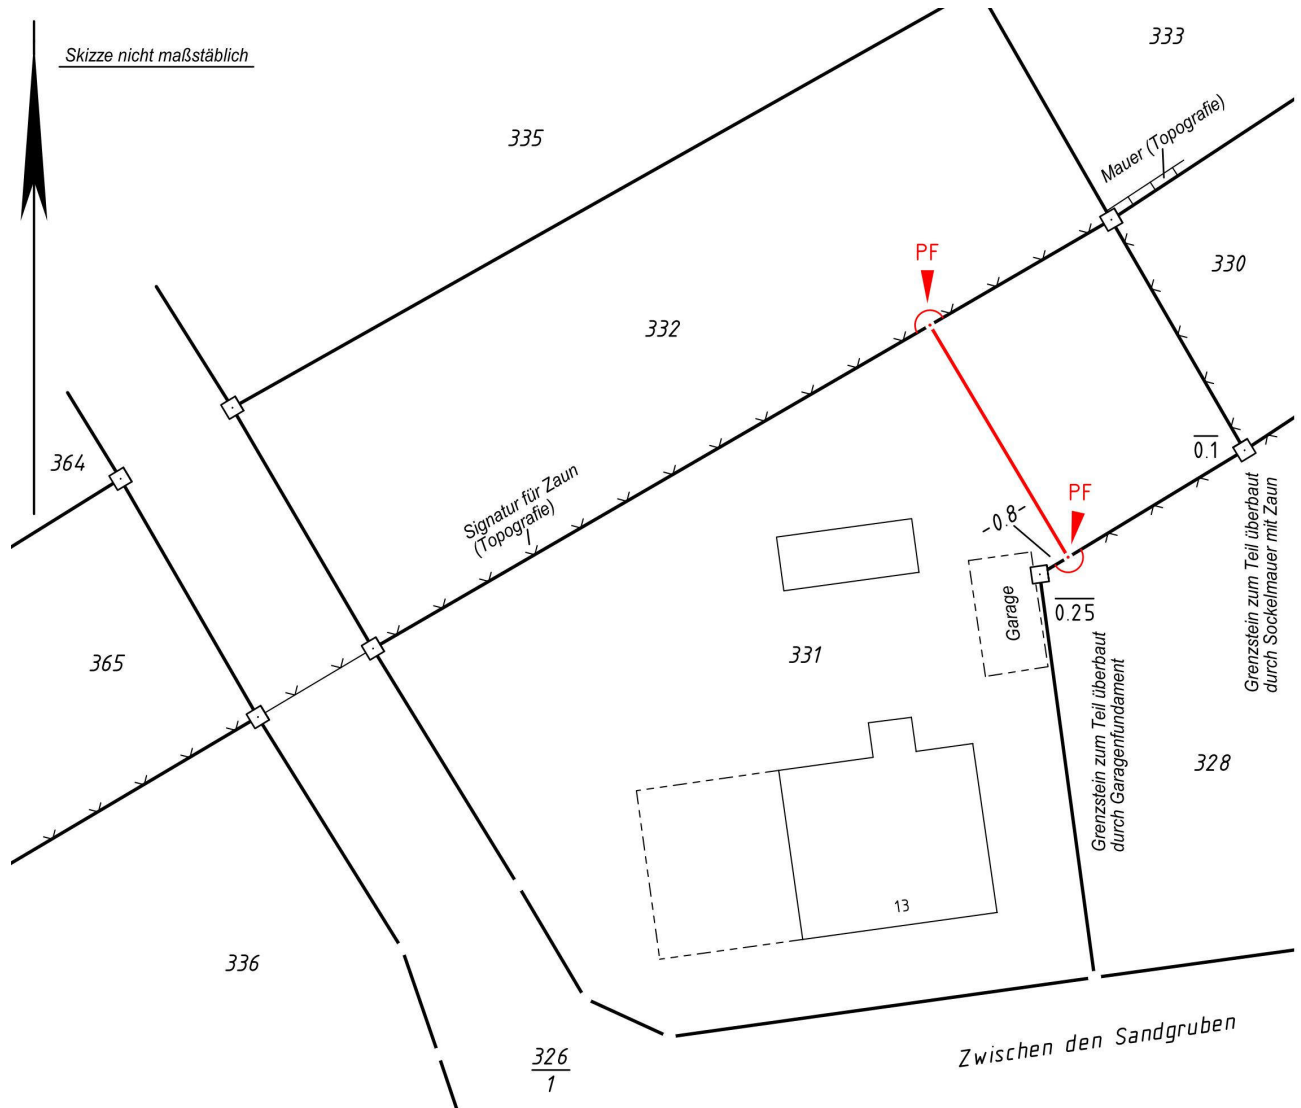 Skizze nicht maßstäblich
333
335
Mauer (Topografie)
330
PF
332
364
0.1
Signatur für Zaun
(Topografie)
PF
-0.8-
Grenzstein zum Teil überbaut
durch Sockelmauer mit Zaun
Garage
0.25
365
331
Grenzstein zum Teil überbaut
durch Garagenfundament
328
13
336
326
1
Zwischen den Sandgruben